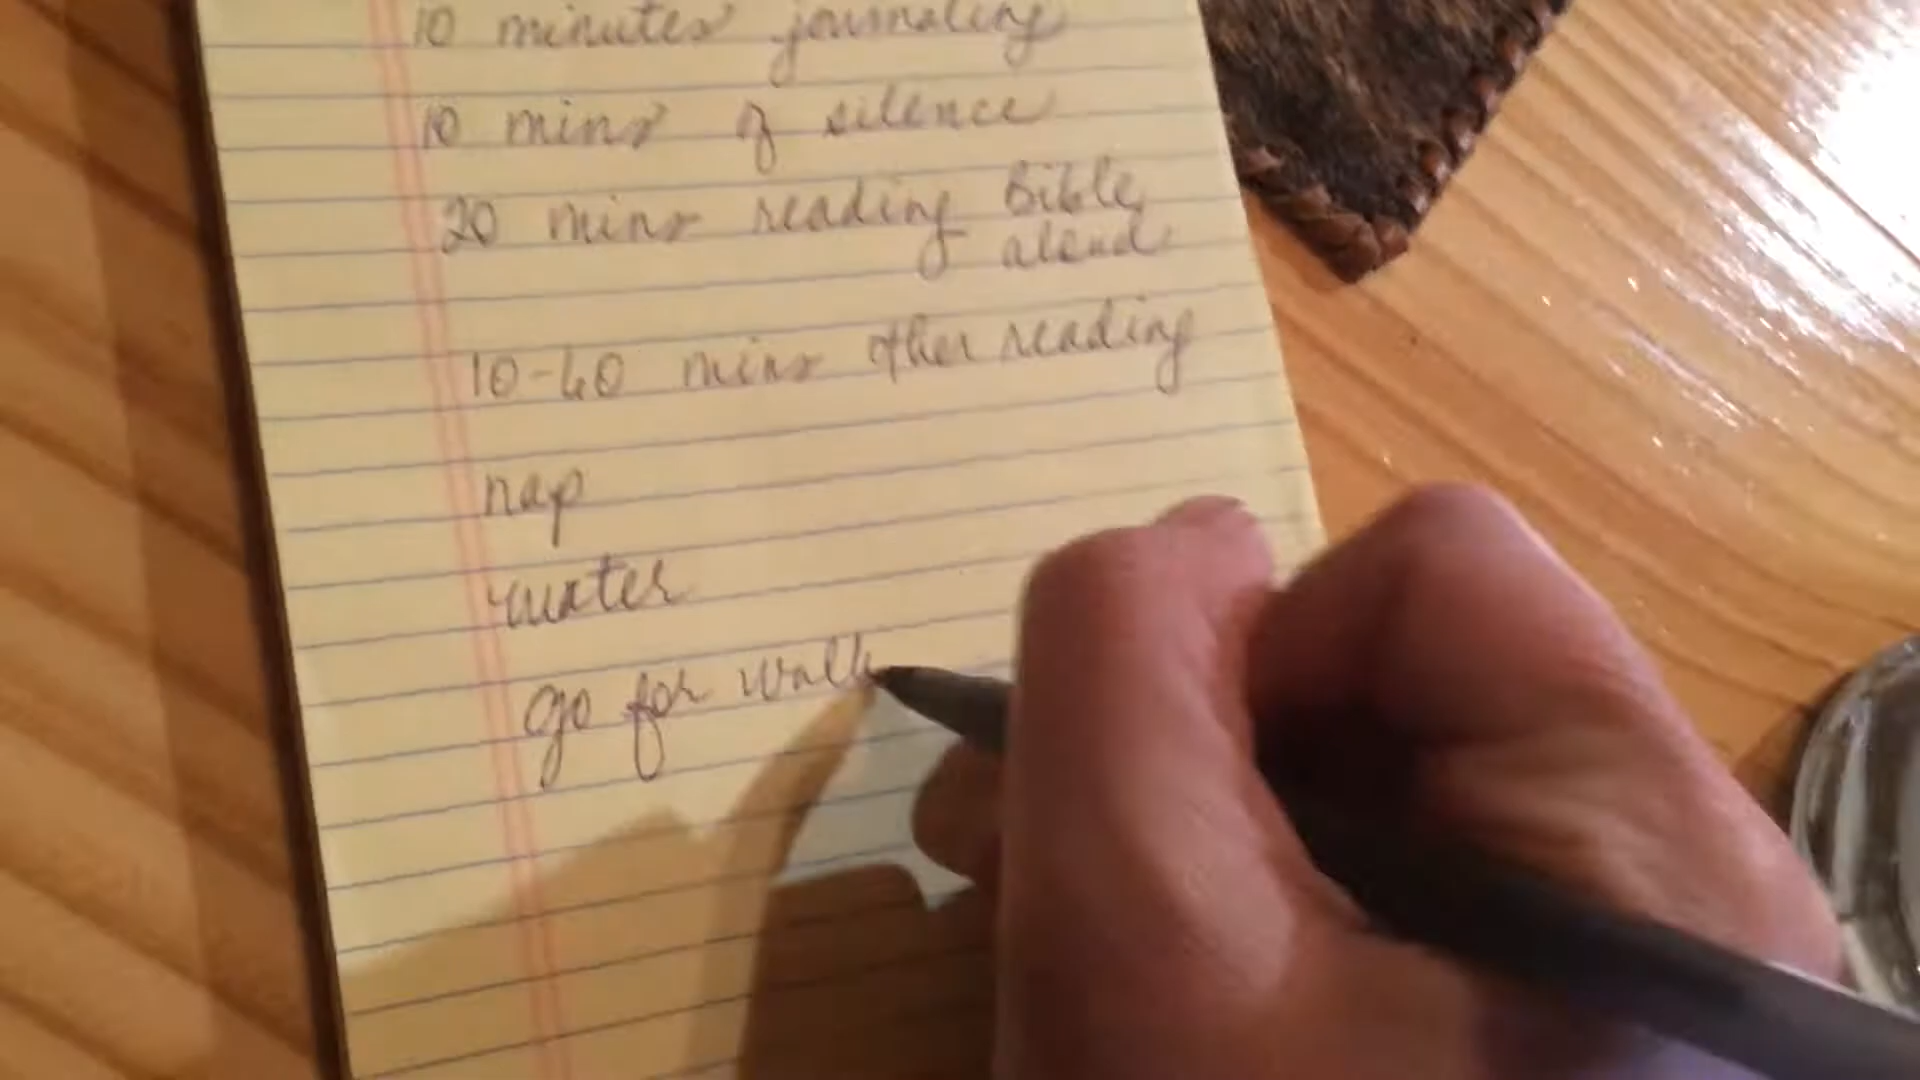 10 minutes journaling
10 mins of silence
20 mins reading Bible
aloud
10-60 mins other reading
nap
water
go for walk